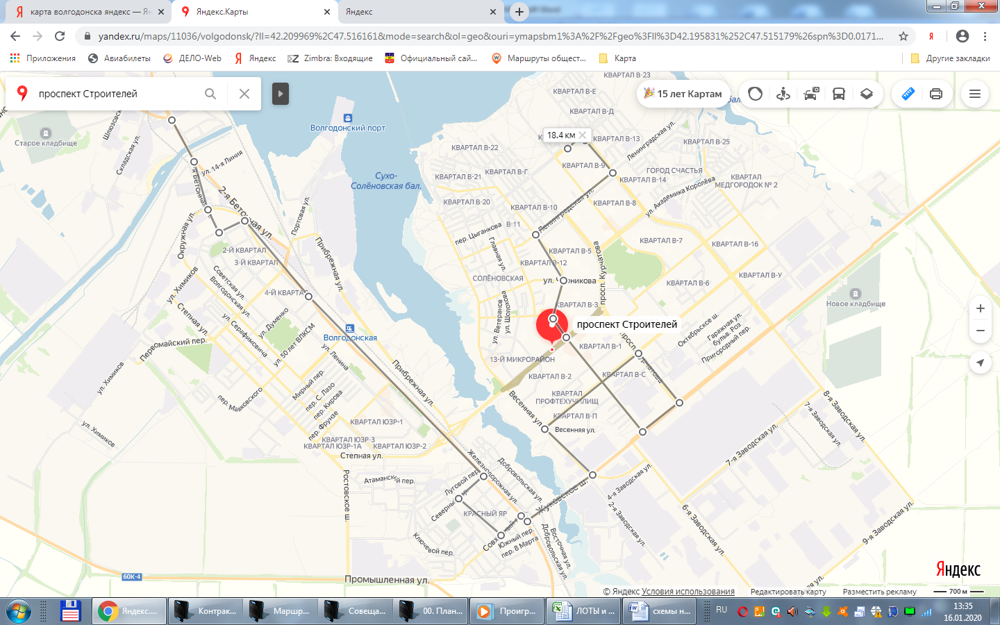 карта волгодонска яндекс — Ян
Яндекс.Карты
Яндекс
yandex.ru/maps/11036/volgodonsk/?ll=42.209969%2C47.516161&mode=search&ol=geo&ouri=ymapsbm1%3A%2F%2Fgeo%3Fll%3D42.195831%252C47.515179%26spn%3D0.0171...
Приложения
Авиабилеты
ДЕЛО-Web
Яндекс
Zimbra: Входящие
Официальный сай...
Маршруты общест...
Карта
Другие закладки
проспект Строителей
15 лет Картам
КВАРТАЛ В-23
КВАРТАЛ В-Е
КВАРТАЛ В-Д
18.4 км
КВАРТАЛ В-13
Ленинградская ул.
КВАРТАЛ В-25
Шлюзовс
Складская ул.
Старое кладбище
Волгодонский порт
КВАРТАЛ В-22
КВАРТАЛ В-9
ул. 14-я Линия
КВАРТАЛ В-Г
ГОРОД СЧАСТЬЯ
КВАРТАЛ В-21
Сухо-
Солёновская бал.
КВАРТАЛ В-14
КВАРТАЛ
МЕДГОРОДОК № 2
ул. Академика Королёва
2-я Бетонная ул.
КВАРТАЛ В-20
КВАРТАЛ В-10
КВАРТАЛ В-8
Ленинградская ул.
Портовая ул.
Окружная ул.
В-11
пер. Цыганкова
Главная ул.
Прибрежная ул.
2-Й КВАРТАЛ
3-Й КВАРТАЛ
КВАРТАЛ В-5
КВАРТАЛ В-7
КВАРТАЛ В-16
просп. Курчатова
КВАРТАЛ В-12
СОЛЁНОВСКАЯ
ул. Черникова
КВАРТАЛ В-6
КВАРТАЛ В-У
ул. Химиков
Советская ул.
Волгодонская ул.
4-Й КВАРТАЛ
Степная ул.
ул. Серафимовича
ул. Думенко
ул. Ветеранов
ул. Шолохова
КВАРТАЛ В-3
Новое кладбище
проспект Строителей
Волгодонская
ул. 50 лет ВЛКСМ
Первомайский пер.
Октябрьское ш.
Гаражная ул.
бульв. Роз
Пригородный пер.
КВАРТАЛ В-1
просп. Курчатова
13-Й МИКРОРАЙОН
ул. Ленина
Прибрежная ул.
КВАРТАЛ В-2
КВАРТАЛ В-С
ул. Химиков
пер. Маяковского
Мирный пер.
пер. С. Лазо
пер. Кирова
пер. Фрунзе
КВАРТАЛ
ПРОФТЕХУЧИЛИЩ
Весенняя ул.
КВАРТАЛ В-П
Весенняя ул.
КВАРТАЛ ЮЗР-1
КВАРТАЛ ЮЗР-3
КВАРТАЛ ЮЗР-1А
КВАРТАЛ ЮЗР-2
Степная ул.
ул. Химиков
8-я Заводская ул.
7-я Заводская ул.
7-я Заводская ул.
Ростовское ш.
Атаманский пер.
Луговой пер.
Железнодорожная ул.
Добровольская ул.
4-я Заводская ул.
2-я Заводская ул.
Жуковское ш.
КРАСНЫЙ ЯР
6-я Заводская ул.
9-я Заводская ул.
Ключевой пер.
Южный пер.
пер. 8 Марта
Восточная ул.
Добровольская ул.
60К-4
Промышленная ул.
Яндекс
© Яндекс Условия использования
Редактировать карту
Разместить рекламу
700 м
Яндекс....
Контрак...
Маршр...
Совеща...
00. План...
Проигр...
ЛОТЫ и ...
схемы н...
RU
13:35
16.01.2020